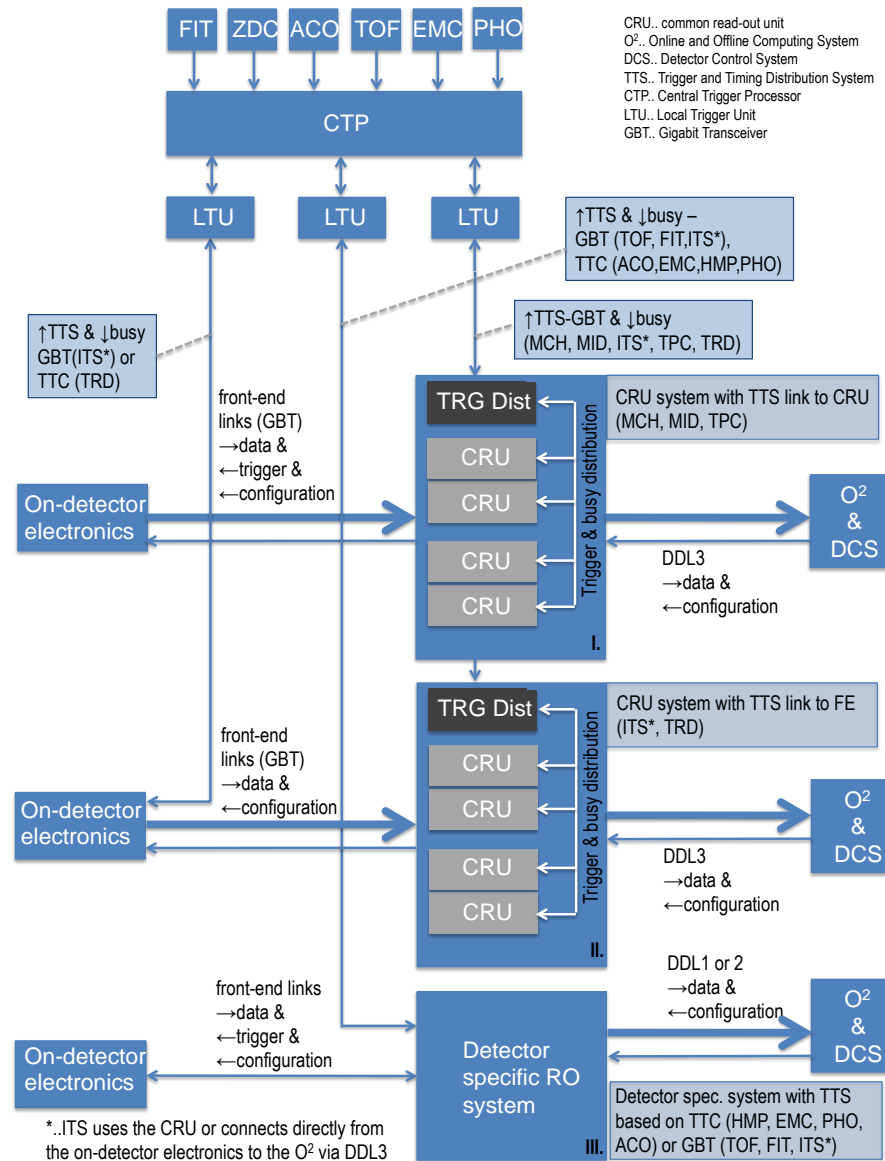 FIT ZDC ACO TOF EMC PHO
CRU.. common read-out unit
O².. Online and Offline Computing System
DCS.. Detector Control System
TTS.. Trigger and Timing Distribution System
CTP.. Central Trigger Processor
LTU.. Local Trigger Unit
GBT.. Gigabit Transceiver
CTP
LTU LTU LTU
↑TTS & ↓busy –
GBT (TOF, FIT,ITS*),
TTC (ACO,EMC,HMP,PHO)
↑TTS & ↓busy
GBT(ITS*) or
TTC (TRD)
↑TTS-GBT & ↓busy
(MCH, MID, ITS*, TPC, TRD)
front-end
links (GBT)
→data &
←trigger &
←configuration
TRG Dist
CRU
CRU
CRU
CRU
Trigger & busy distribution
I.
CRU system with TTS link to CRU
(MCH, MID, TPC)
On-detector
electronics
O²
&
DCS
DDL3
→data &
←configuration
front-end
links (GBT)
→data &
←configuration
TRG Dist
CRU
CRU
CRU
CRU
Trigger & busy distribution
II.
CRU system with TTS link to FE
(ITS*, TRD)
On-detector
electronics
O²
&
DCS
DDL3
→data &
←configuration
front-end links
→data &
←trigger &
←configuration
On-detector
electronics
Detector
specific RO
system
III.
DDL1 or 2
→data &
←configuration
O²
&
DCS
Detector spec. system with TTS
based on TTC (HMP, EMC, PHO,
ACO) or GBT (TOF, FIT, ITS*)
*..ITS uses the CRU or connects directly from
the on-detector electronics to the O² via DDL3